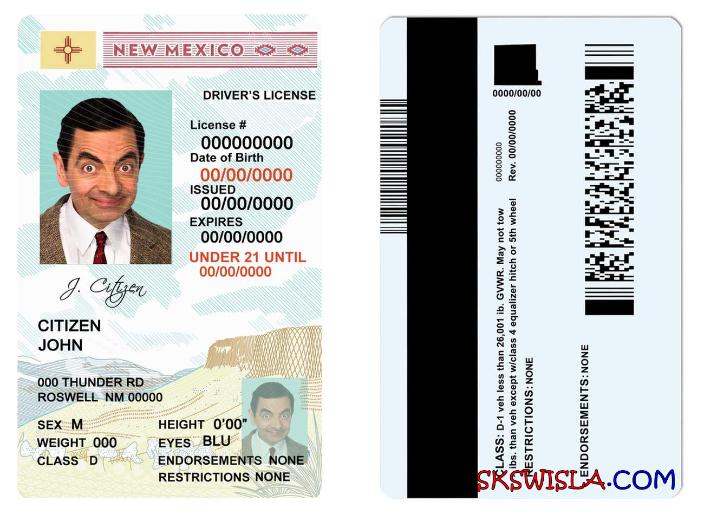 NEW MEXICO
DRIVER'S LICENSE
License #
000000000
Date of Birth
00/00/0000
ISSUED
00/00/0000
EXPIRES
00/00/0000
UNDER 21 UNTIL
00/00/0000
J. Citizen
CITIZEN
JOHN
000 THUNDER RD
ROSWELL NM 00000
SEX M
HEIGHT 0'00"
WEIGHT 000
EYES BLU
CLASS D
ENDORSEMENTS NONE
RESTRICTIONS NONE
0000/00/00
000000000
Rev. 00/00/0000
CLASS: D-1 veh less than 26,001 ib. GVWR. May not tow
lbs. than veh except w/class 4 equalizer hitch or 5th wheel
RESTRICTIONS: NONE
ENDORSEMENTS: NONE
SKSWISLA.COM